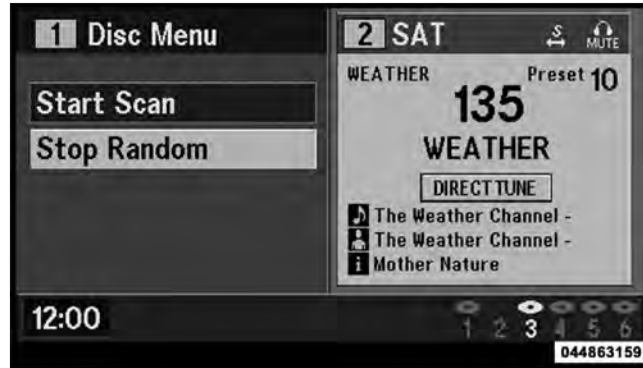 1 Disc Menu
Start Scan
Stop Random
2 SAT
S
MUTE
WEATHER
Preset 10
135
WEATHER
DIRECT TUNE
The Weather Channel -
The Weather Channel -
i Mother Nature
12:00
1 2 3 4 5 6
044863159